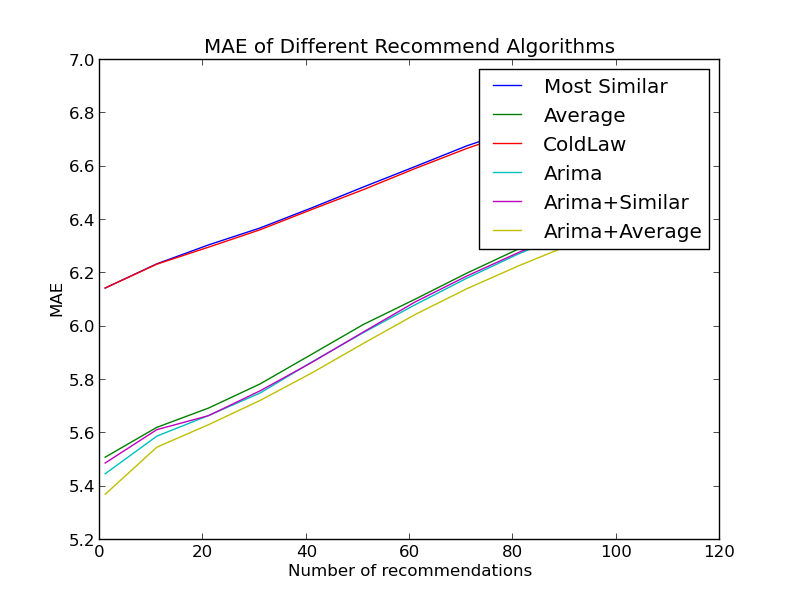 MAE of Different Recommend Algorithms
7.0
6.8
6.6
6.4
6.2
6.0
5.8
5.6
5.4
5.2
MAE
Most Similar
Average
ColdLaw
Arima
Arima+Similar
Arima+Average
0 20 40 60 80 100 120
Number of recommendations